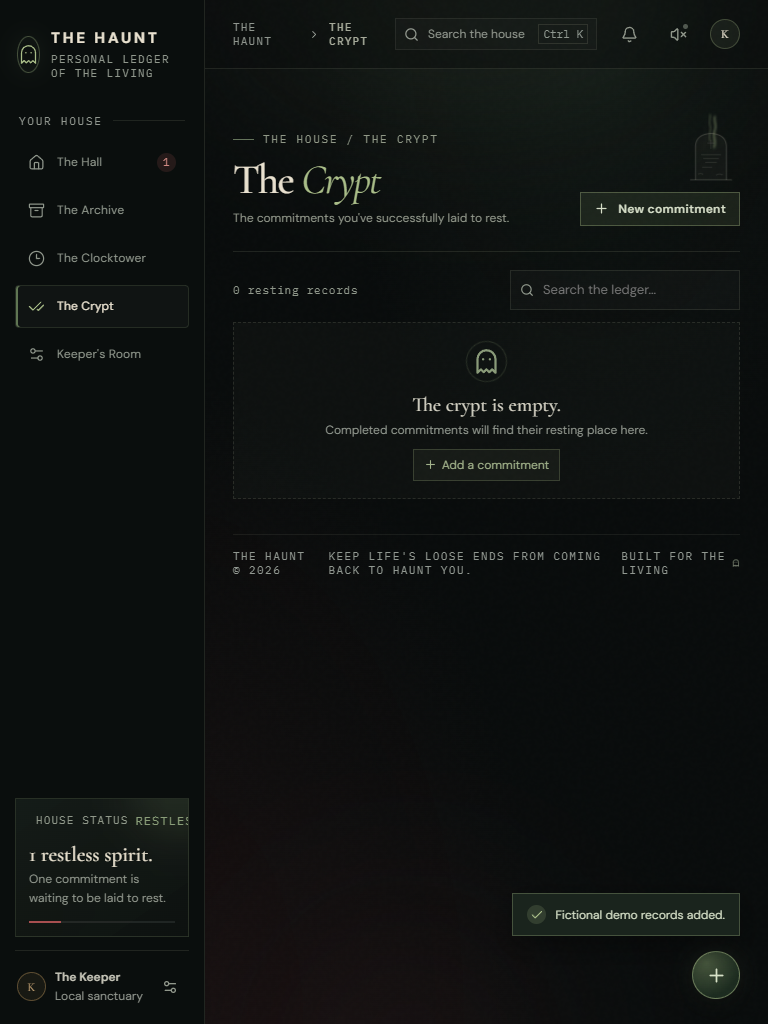 THE HAUNT
PERSONAL LEDGER
OF THE LIVING
YOUR HOUSE
The Hall 1
The Archive
The Clocktower
The Crypt
Keeper's Room
HOUSE STATUS RESTLES
1 restless spirit.
One commitment is
waiting to be laid to rest.
K The Keeper
Local sanctuary
THE HAUNT > THE CRYPT
Search the house Ctrl K
K
THE HOUSE / THE CRYPT
The Crypt
The commitments you've successfully laid to rest.
+ New commitment
0 resting records
Search the ledger…
The crypt is empty.
Completed commitments will find their resting place here.
+ Add a commitment
THE HAUNT
© 2026
KEEP LIFE'S LOOSE ENDS FROM COMING
BACK TO HAUNT YOU.
BUILT FOR THE
LIVING
Fictional demo records added.
+